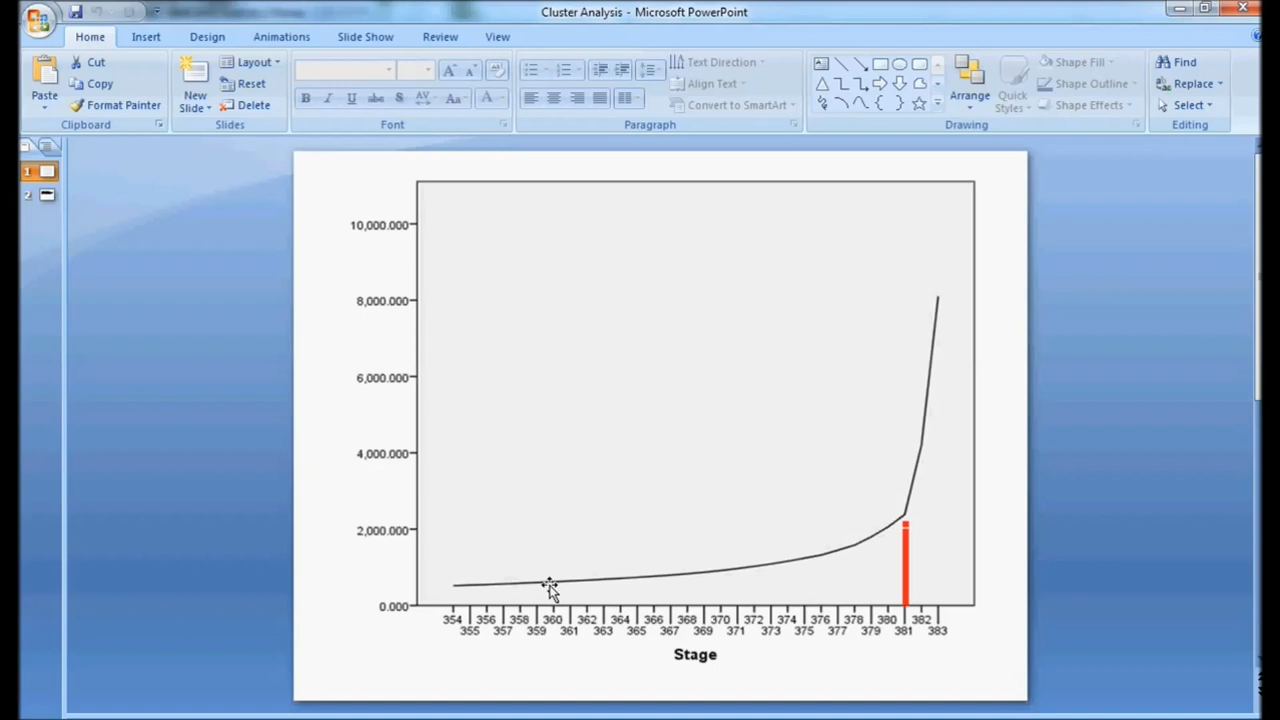 Cluster Analysis - Microsoft PowerPoint
Home Insert Design Animations Slide Show Review View
Paste
Cut
Copy
Format Painter
Clipboard
New Slide
Layout
Reset
Delete
Slides
B I U abc S AV Aa A
Font
Text Direction
Align Text
Convert to SmartArt
Paragraph
Arrange
Quick Styles
Shape Fill
Shape Outline
Shape Effects
Drawing
Find
Replace
Select
Editing
1
2
10,000.000
8,000.000
6,000.000
4,000.000
2,000.000
0.000
354 356 358 360 362 364 366 368 370 372 374 376 378 380 382
355 357 359 361 363 365 367 369 371 373 375 377 379 381 383
Stage